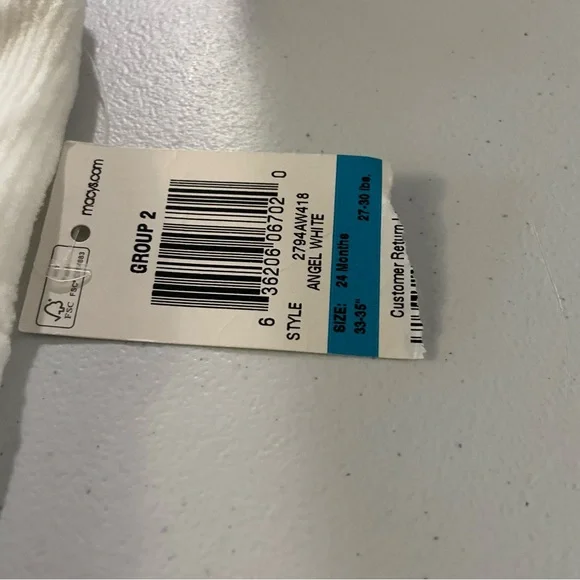 macys.com
GROUP 2
6 36206 06702 0
STYLE 2794AW418
ANGEL WHITE
SIZE: 24 Months 27-30 lbs.
33-35"
Customer Return
FSC